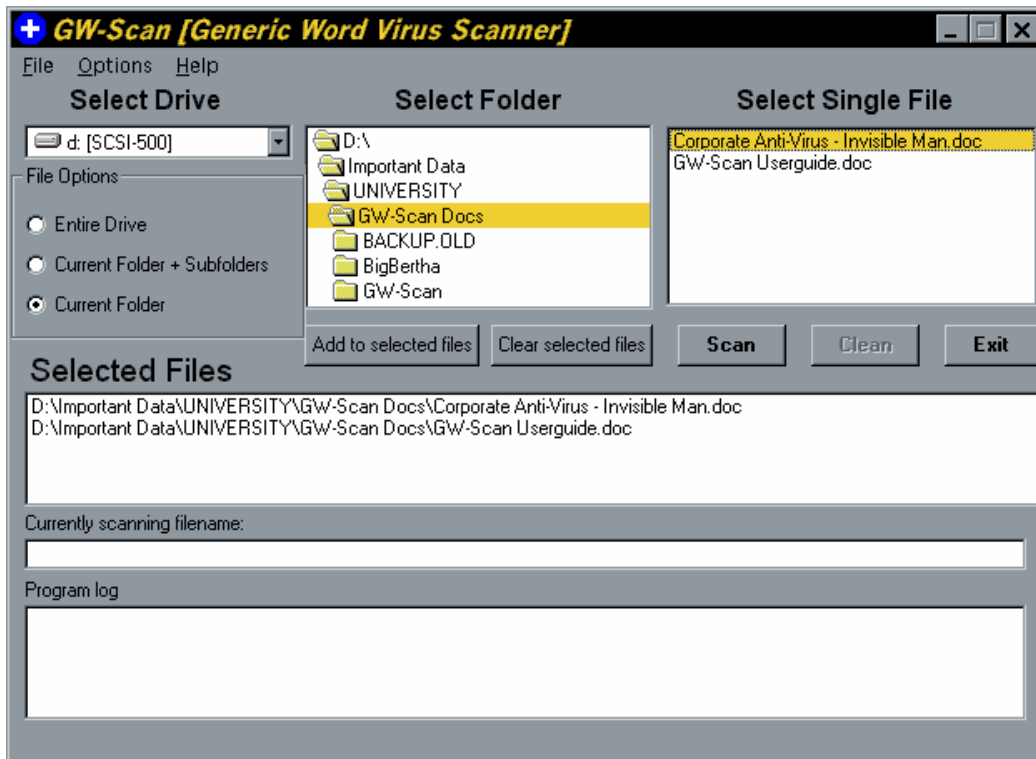 GW-Scan [Generic Word Virus Scanner]
File Options Help
Select Drive
Select Folder
Select Single File
d: [SCSI-500]
File Options
Entire Drive
Current Folder + Subfolders
Current Folder
D:\
Important Data
UNIVERSITY
GW-Scan Docs
BACKUP.OLD
BigBertha
GW-Scan
Corporate Anti-Virus - Invisible Man.doc
GW-Scan Userguide.doc
Add to selected files
Clear selected files
Scan
Clean
Exit
Selected Files
D:\Important Data\UNIVERSITY\GW-Scan Docs\Corporate Anti-Virus - Invisible Man.doc
D:\Important Data\UNIVERSITY\GW-Scan Docs\GW-Scan Userguide.doc
Currently scanning filename:
Program log